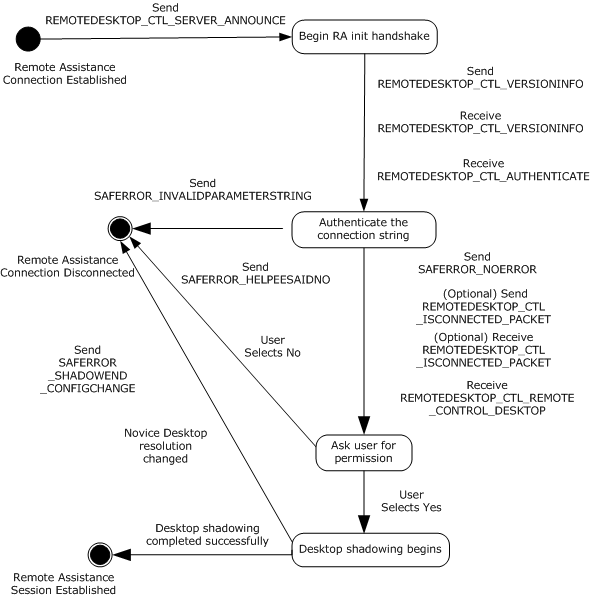 Send
REMOTEDESKTOP_CTL_SERVER_ANNOUNCE
Begin RA init handshake
Remote Assistance
Connection Established
Send
REMOTEDESKTOP_CTL_VERSIONINFO
Receive
REMOTEDESKTOP_CTL_VERSIONINFO
Receive
REMOTEDESKTOP_CTL_AUTHENTICATE
Send
SAFERROR_INVALIDPARAMETERSTRING
Authenticate the
connection string
Remote Assistance
Connection Disconnected
Send
SAFERROR_HELPEESAIDNO
Send
SAFERROR_NOERROR
(Optional) Send
REMOTEDESKTOP_CTL
_ISCONNECTED_PACKET
(Optional) Receive
REMOTEDESKTOP_CTL
_ISCONNECTED_PACKET
Receive
REMOTEDESKTOP_CTL_REMOTE
_CONTROL_DESKTOP
User
Selects No
Send
SAFERROR
_SHADOWEND
_CONFIGCHANGE
Novice Desktop
resolution
changed
Ask user for
permission
User
Selects Yes
Desktop shadowing
completed successfully
Desktop shadowing begins
Remote Assistance
Session Established